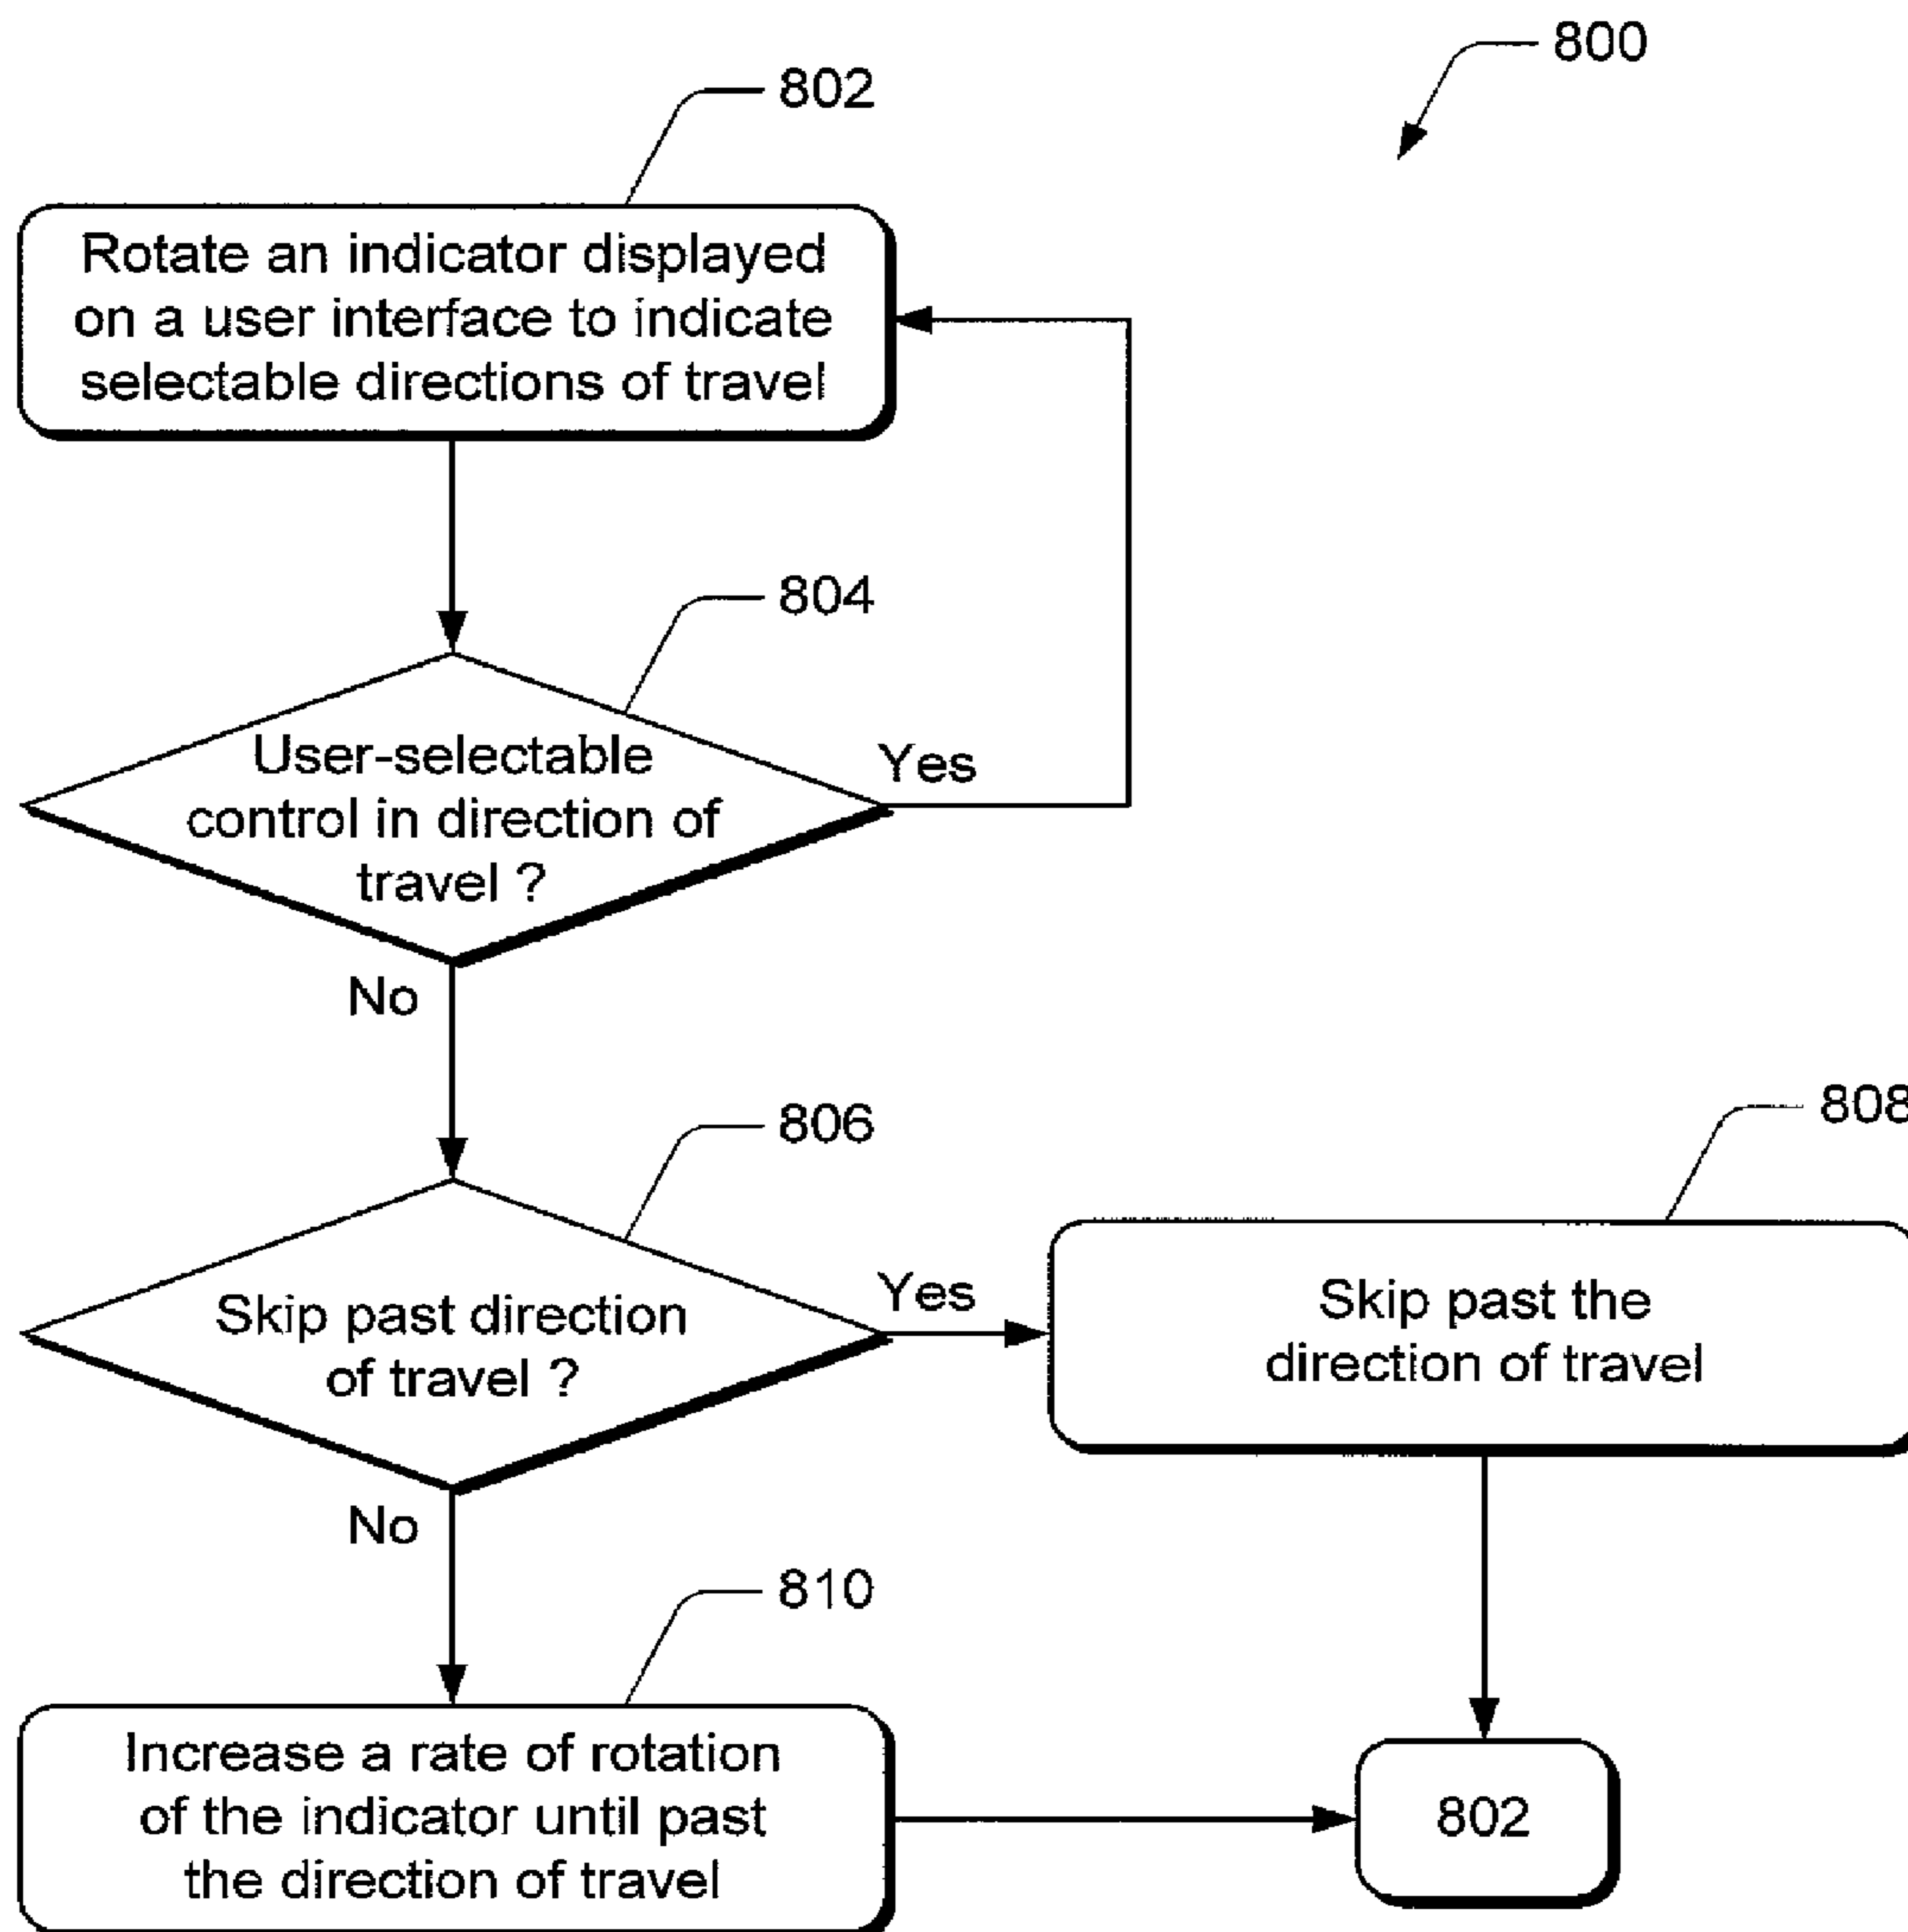 800
802
Rotate an indicator displayed
on a user interface to indicate
selectable directions of travel
804
User-selectable
control in direction of
travel ?
Yes
No
806
Skip past direction
of travel ?
Yes
808
Skip past the
direction of travel
No
810
Increase a rate of rotation
of the indicator until past
the direction of travel
802